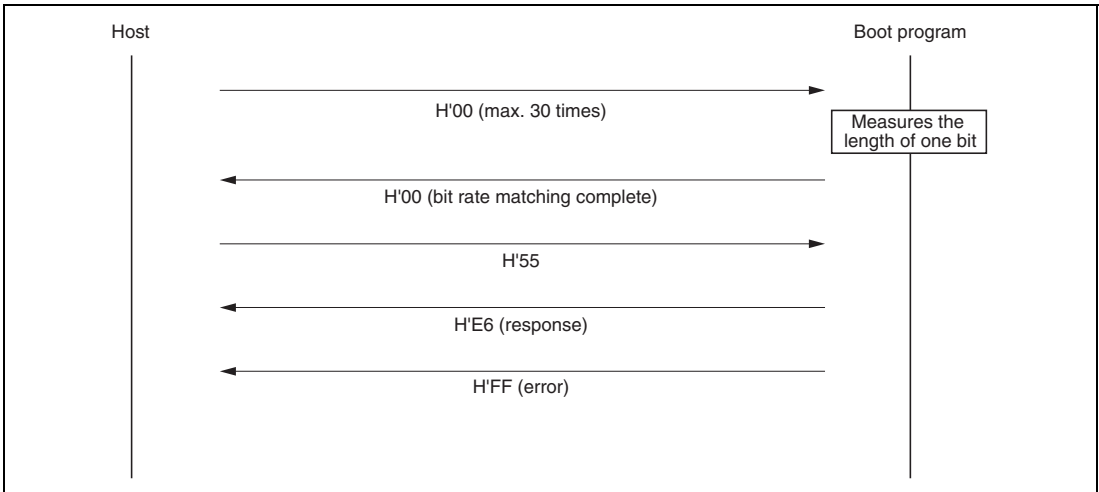 Host
Boot program
H'00 (max. 30 times)
Measures the
length of one bit
H'00 (bit rate matching complete)
H'55
H'E6 (response)
H'FF (error)